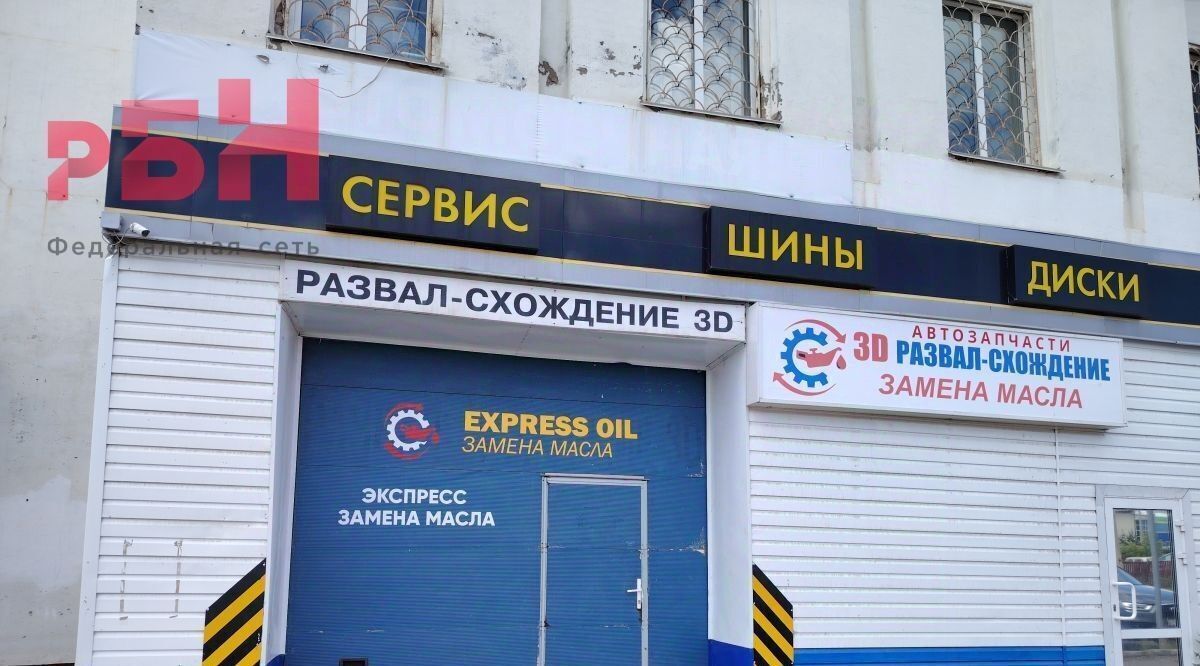 РБН
Федеральная сеть
СЕРВИС
ШИНЫ
ДИСКИ
РАЗВАЛ-СХОЖДЕНИЕ 3D
АВТОЗАПЧАСТИ
3D РАЗВАЛ-СХОЖДЕНИЕ
ЗАМЕНА МАСЛА
EXPRESS OIL
ЗАМЕНА МАСЛА
ЭКСПРЕСС
ЗАМЕНА МАСЛА